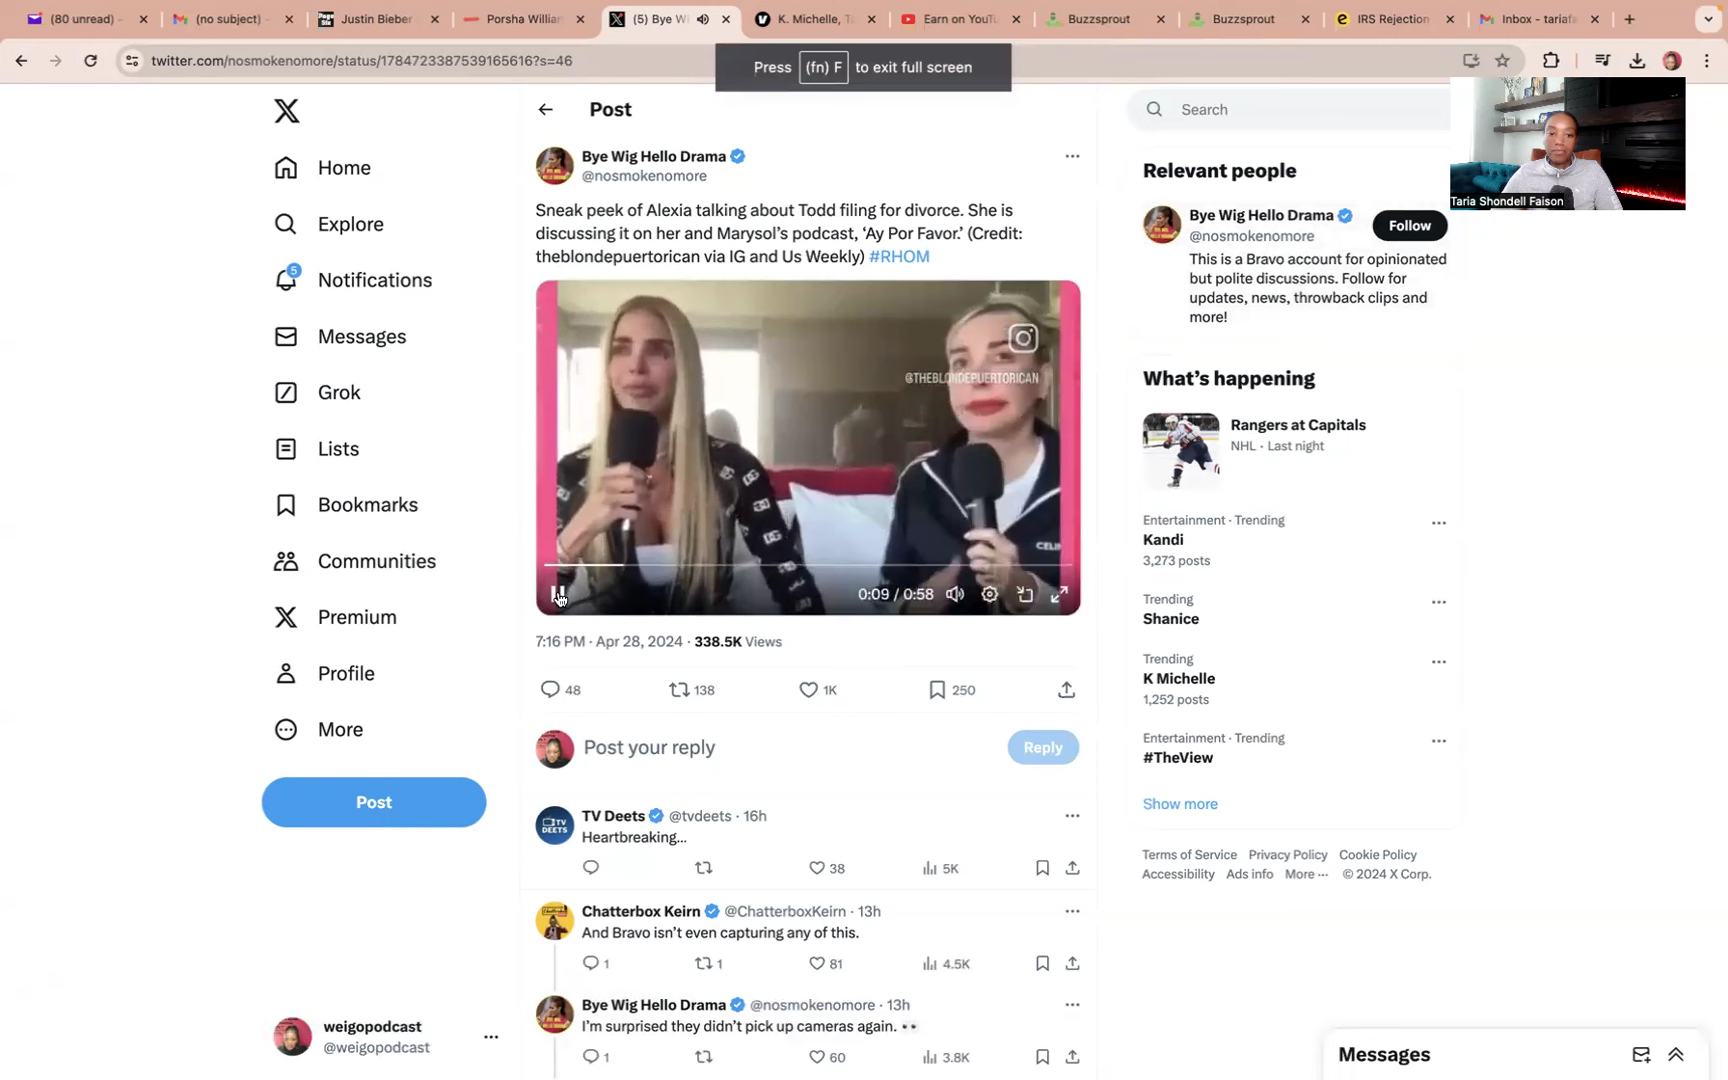 (80 unread) -
(no subject) -
Justin Bieber
Porsha Willian
(5) Bye Wi
K. Michelle, Ta
Earn on YouTu
Buzzsprout
Buzzsprout
IRS Rejection
Inbox - tariafa
twitter.com/nosmokenomore/status/1784723387539165616?s=46
Press (fn) F to exit full screen
Taria Shondell Faison
Home
Explore
5
Notifications
Messages
Grok
Lists
Bookmarks
Communities
Premium
Profile
More
Post
weigopodcast
@weigopodcast
Post
Bye Wig Hello Drama
@nosmokenomore
Sneak peek of Alexia talking about Todd filing for divorce. She is
discussing it on her and Marysol's podcast, 'Ay Por Favor.' (Credit:
theblondepuertorican via IG and Us Weekly) #RHOM
@THEBLONDEPUERTORICAN
CELIN
0:09 / 0:58
7:16 PM · Apr 28, 2024 · 338.5K Views
48 138 1K 250
Post your reply
Reply
TV Deets @tvdeets · 16h
Heartbreaking...
38 5K
Chatterbox Keirn @ChatterboxKeirn · 13h
And Bravo isn't even capturing any of this.
1 1 81 4.5K
Bye Wig Hello Drama @nosmokenomore · 13h
I'm surprised they didn't pick up cameras again. 👀
1 60 3.8K
Search
Relevant people
Bye Wig Hello Drama
@nosmokenomore
Follow
This is a Bravo account for opinionated
but polite discussions. Follow for
updates, news, throwback clips and
more!
What's happening
Rangers at Capitals
NHL · Last night
Entertainment · Trending
Kandi
3,273 posts
Trending
Shanice
Trending
K Michelle
1,252 posts
Entertainment · Trending
#TheView
Show more
Terms of Service Privacy Policy Cookie Policy
Accessibility Ads info More ··· © 2024 X Corp.
Messages